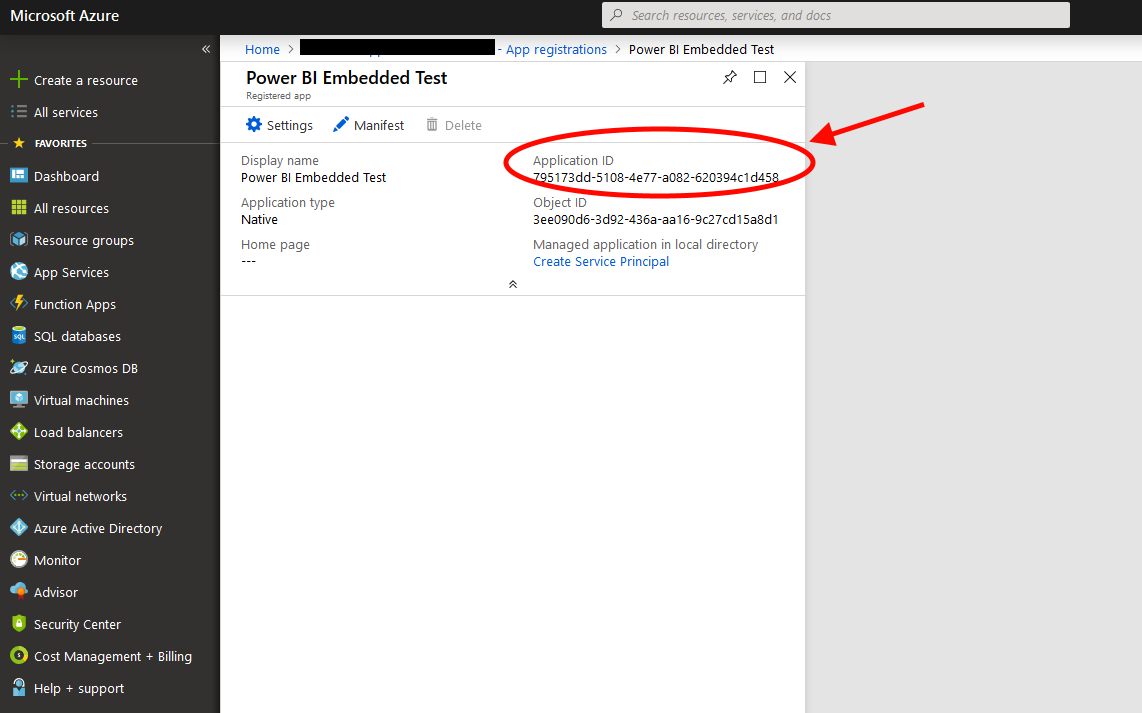 Microsoft Azure
Search resources, services, and docs
«
Home > - App registrations > Power BI Embedded Test
Create a resource
All services
FAVORITES
Dashboard
All resources
Resource groups
App Services
Function Apps
SQL databases
Azure Cosmos DB
Virtual machines
Load balancers
Storage accounts
Virtual networks
Azure Active Directory
Monitor
Advisor
Security Center
Cost Management + Billing
Help + support
Power BI Embedded Test
Registered app
Settings Manifest Delete
Display name
Power BI Embedded Test
Application type
Native
Home page
---
Application ID
795173dd-5108-4e77-a082-620394c1d458
Object ID
3ee090d6-3d92-436a-aa16-9c27cd15a8d1
Managed application in local directory
Create Service Principal